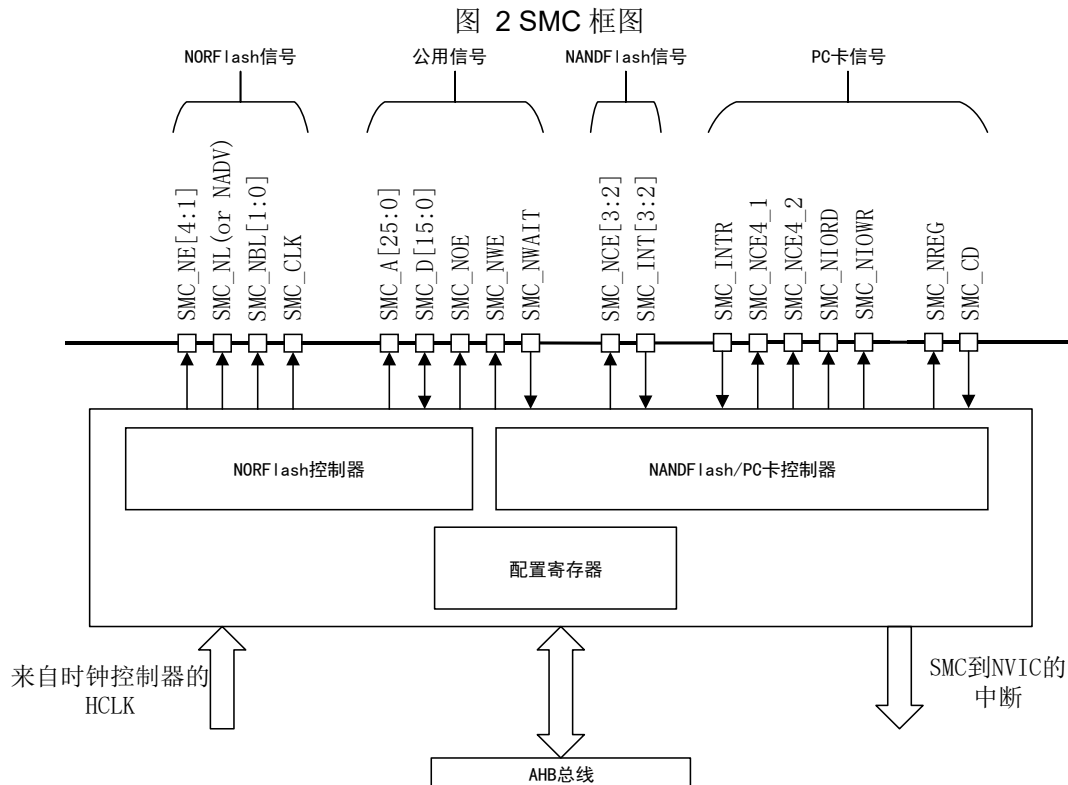 图 2 SMC 框图
NORFlash信号
公用信号
NANDFlash信号
PC卡信号
SMC_NE[4:1]
SMC_NL(or NADV)
SMC_NBL[1:0]
SMC_CLK
SMC_A[25:0]
SMC_D[15:0]
SMC_NOE
SMC_NWE
SMC_NWAIT
SMC_NCE[3:2]
SMC_INT[3:2]
SMC_INTR
SMC_NCE4_1
SMC_NCE4_2
SMC_NIORD
SMC_NIOWR
SMC_NREG
SMC_CD
NORFlash控制器
NANDFlash/PC卡控制器
配置寄存器
来自时钟控制器的
HCLK
SMC到NVIC的
中断
AHB总线